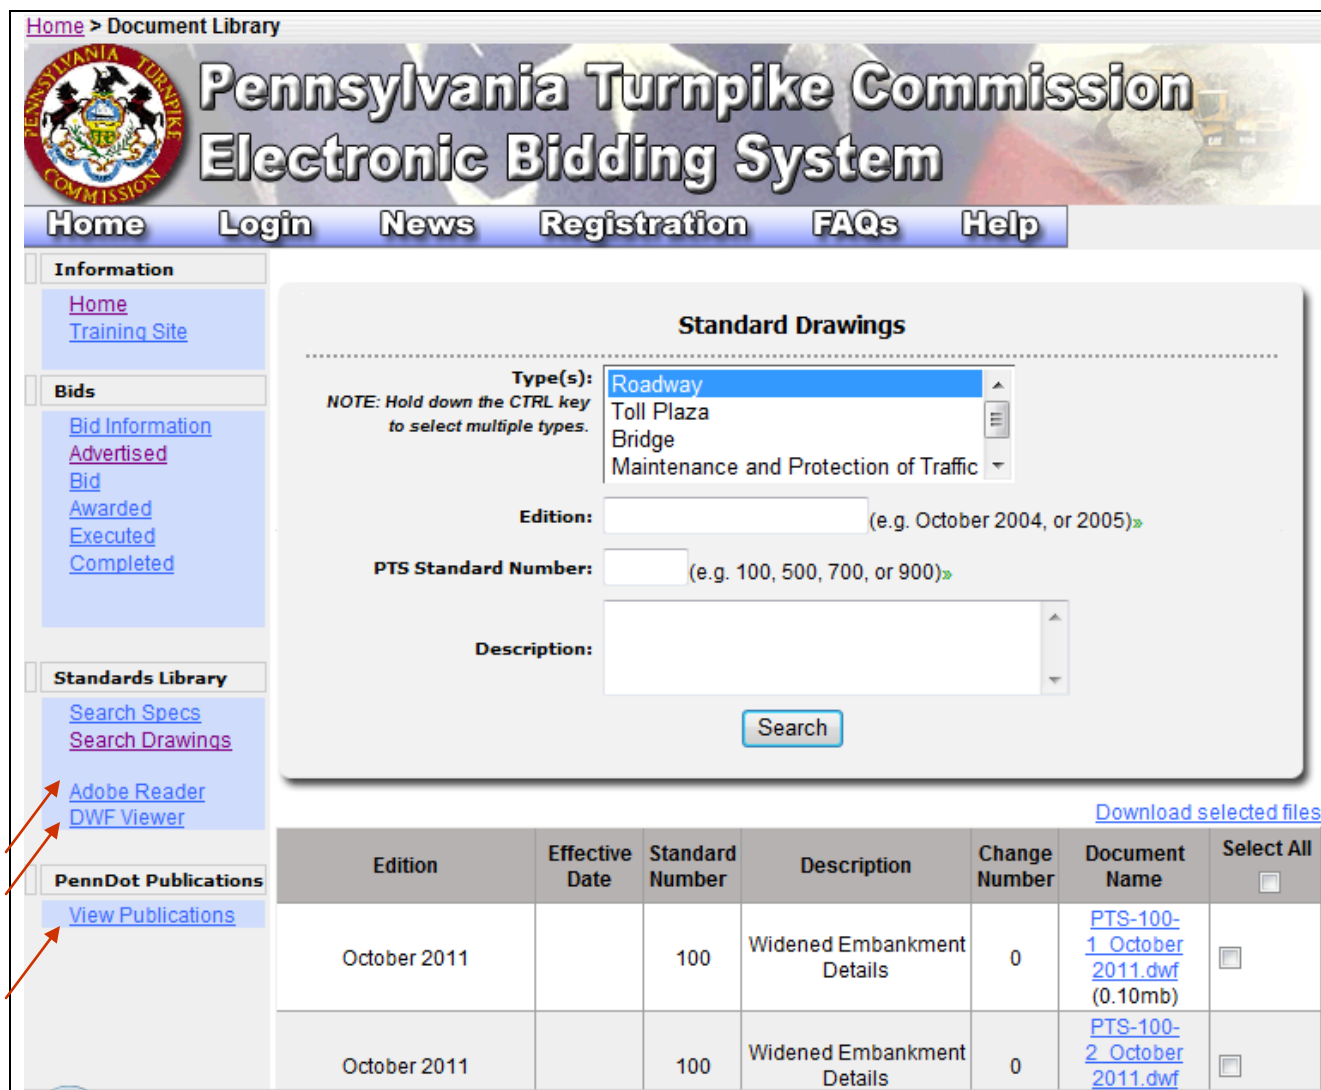 Home > Document Library
PENNSYLVANIA TURNPIKE COMMISSION
Pennsylvania Turnpike Commission
Electronic Bidding System
Home Login News Registration FAQs Help
Information
Home
Training Site
Bids
Bid Information
Advertised
Bid
Awarded
Executed
Completed
Standards Library
Search Specs
Search Drawings
Adobe Reader
DWF Viewer
PennDot Publications
View Publications
Standard Drawings
Type(s):
NOTE: Hold down the CTRL key
to select multiple types.
Roadway
Toll Plaza
Bridge
Maintenance and Protection of Traffic
Edition: (e.g. October 2004, or 2005)»
PTS Standard Number: (e.g. 100, 500, 700, or 900)»
Description:
Search
Download selected files
Edition
Effective
Date
Standard
Number
Description
Change
Number
Document
Name
Select All
October 2011
100
Widened Embankment
Details
0
PTS-100-
1_October
2011.dwf
(0.10mb)
October 2011
100
Widened Embankment
Details
0
PTS-100-
2_October
2011.dwf